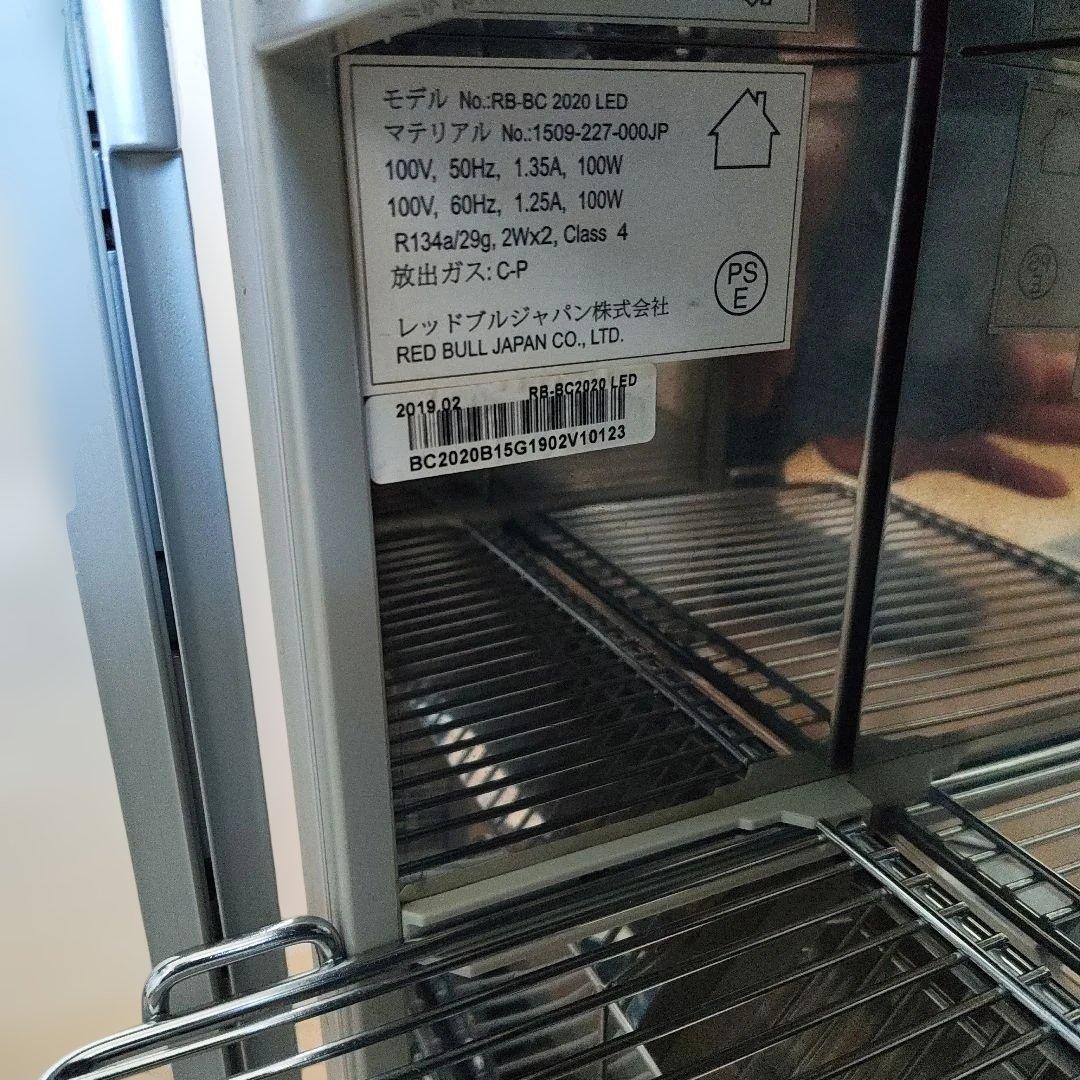 モデル No.:RB-BC 2020 LED
マテリアル No.:1509-227-000JP
100V, 50Hz, 1.35A, 100W
100V, 60Hz, 1.25A, 100W
R134a/29g, 2Wx2, Class 4
放出ガス: C-P
PS
E
レッドブルジャパン株式会社
RED BULL JAPAN CO., LTD.
2019.02 RB-BC2020 LED
BC2020B15G1902V10123